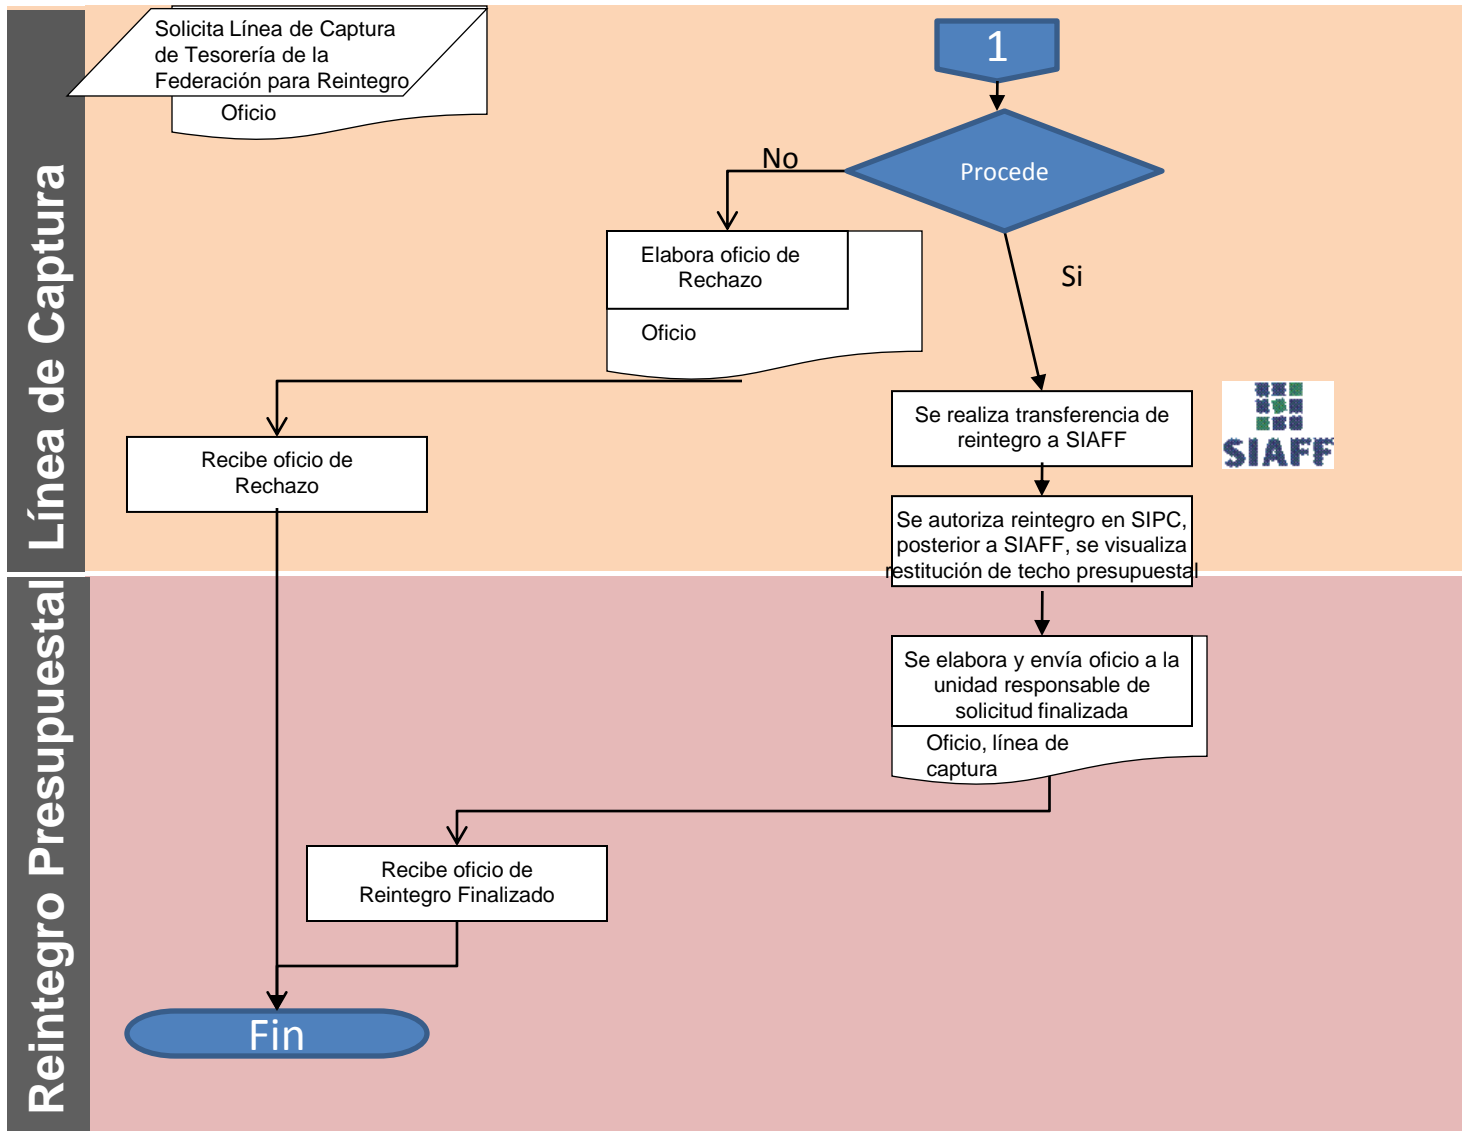 Solicita Línea de Captura
de Tesorería de la
Federación para Reintegro
Oficio
1
Procede
No
Si
Elabora oficio de
Rechazo
Oficio
Línea de Captura
Se realiza transferencia de
reintegro a SIAFF
SIAFF
Recibe oficio de
Rechazo
Se autoriza reintegro en SIPC,
posterior a SIAFF, se visualiza
restitución de techo presupuestal
Reintegro Presupuestal
Se elabora y envía oficio a la
unidad responsable de
solicitud finalizada
Oficio, línea de
captura
Recibe oficio de
Reintegro Finalizado
Fin